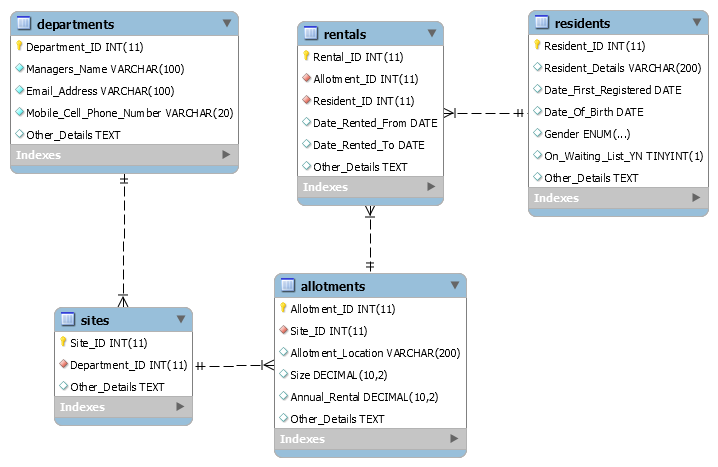 departments
Department_ID INT(11)
Managers_Name VARCHAR(100)
Email_Address VARCHAR(100)
Mobile_Cell_Phone_Number VARCHAR(20)
Other_Details TEXT
Indexes
rentals
Rental_ID INT(11)
Allotment_ID INT(11)
Resident_ID INT(11)
Date_Rented_From DATE
Date_Rented_To DATE
Other_Details TEXT
Indexes
residents
Resident_ID INT(11)
Resident_Details VARCHAR(200)
Date_First_Registered DATE
Date_Of_Birth DATE
Gender ENUM(...)
On_Waiting_List_YN TINYINT(1)
Other_Details TEXT
Indexes
sites
Site_ID INT(11)
Department_ID INT(11)
Other_Details TEXT
Indexes
allotments
Allotment_ID INT(11)
Site_ID INT(11)
Allotment_Location VARCHAR(200)
Size DECIMAL(10,2)
Annual_Rental DECIMAL(10,2)
Other_Details TEXT
Indexes